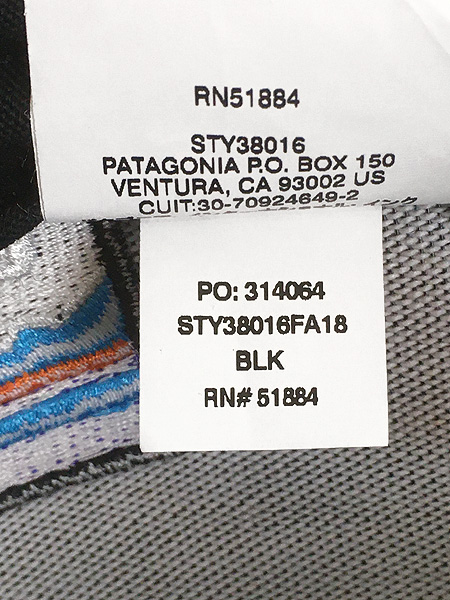 RN51884
STY38016
PATAGONIA P.O. BOX 150
VENTURA, CA 93002 US
CUIT:30-70924649-2
PO: 314064
STY38016FA18
BLK
RN# 51884